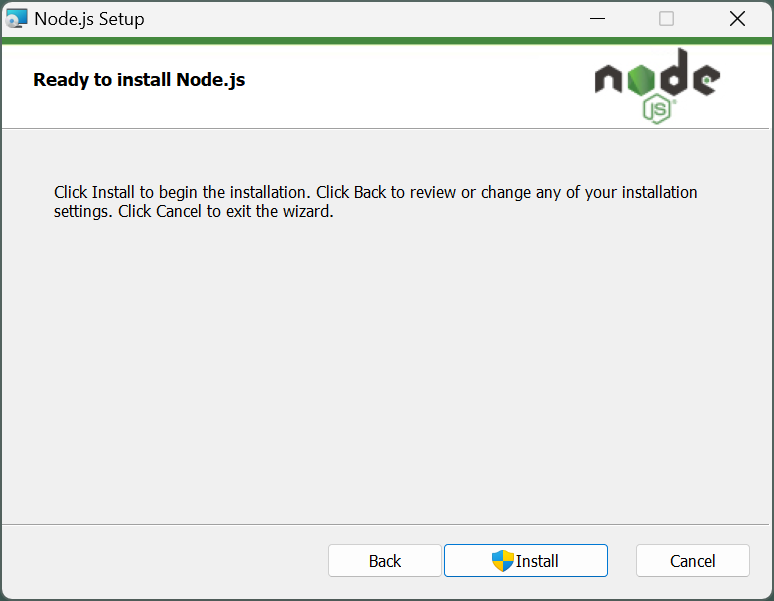 Node.js Setup
Ready to install Node.js
node
JS
Click Install to begin the installation. Click Back to review or change any of your installation
settings. Click Cancel to exit the wizard.
Back
Install
Cancel